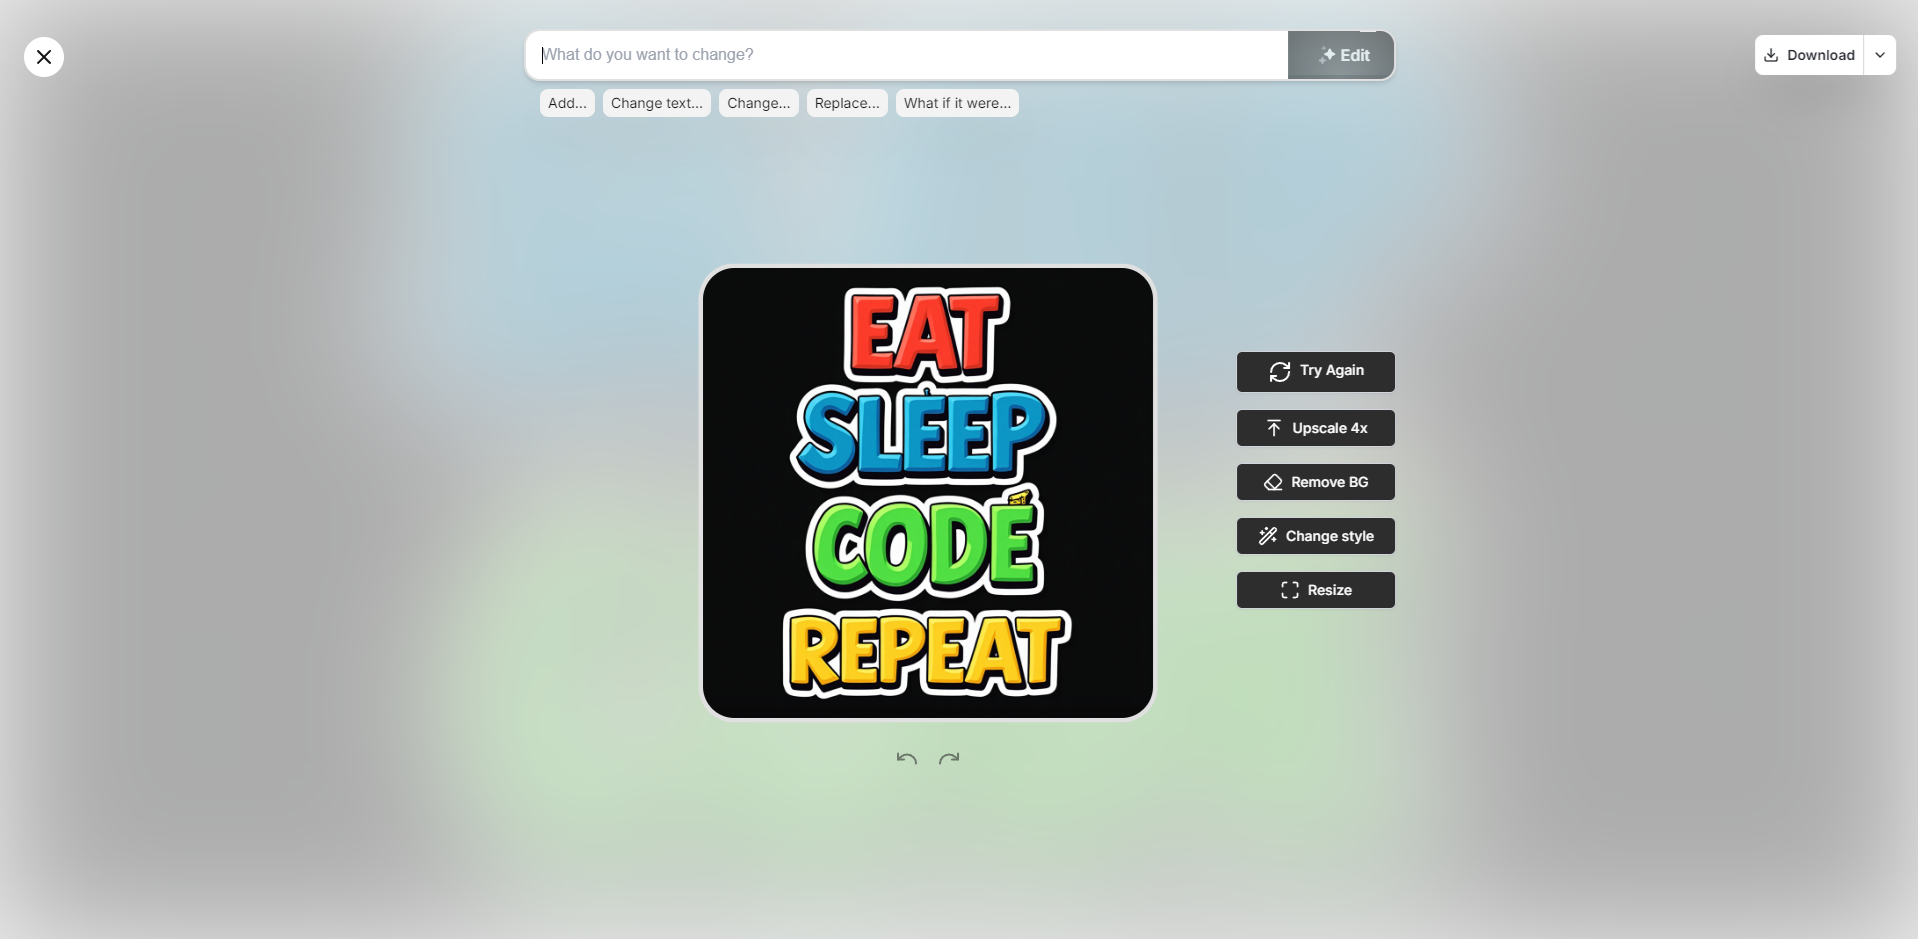 What do you want to change?
Edit
Download
Add...
Change text...
Change...
Replace...
What if it were...
EAT
SLEEP
CODE
REPEAT
Try Again
Upscale 4x
Remove BG
Change style
Resize